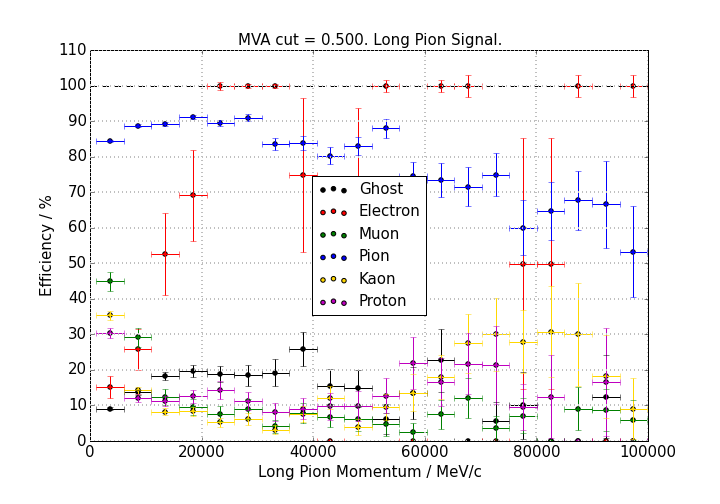 MVA cut = 0.500. Long Pion Signal.
110
100
90
80
70
60
50
40
30
20
10
0
Efficiency / %
Ghost
Electron
Muon
Pion
Kaon
Proton
0 20000 40000 60000 80000 100000
Long Pion Momentum / MeV/c